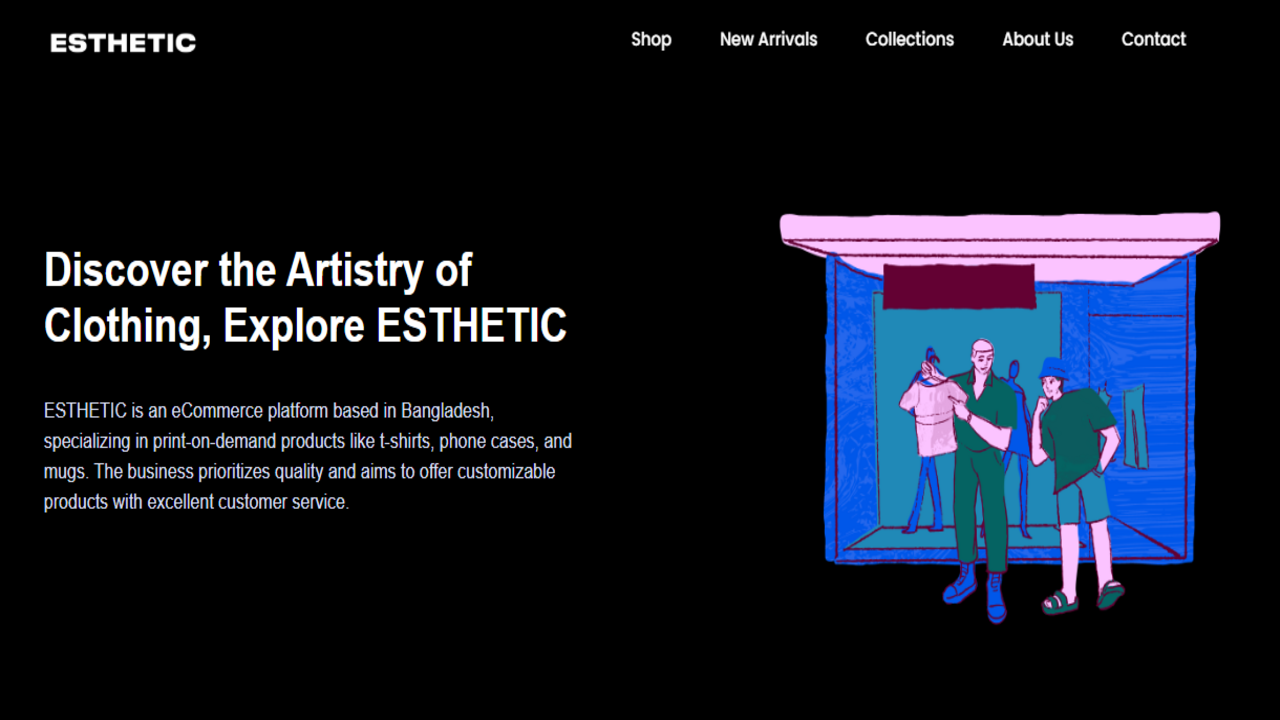 ESTHETIC
Shop New Arrivals Collections About Us Contact
Discover the Artistry of
Clothing, Explore ESTHETIC
ESTHETIC is an eCommerce platform based in Bangladesh,
specializing in print-on-demand products like t-shirts, phone cases, and
mugs. The business prioritizes quality and aims to offer customizable
products with excellent customer service.